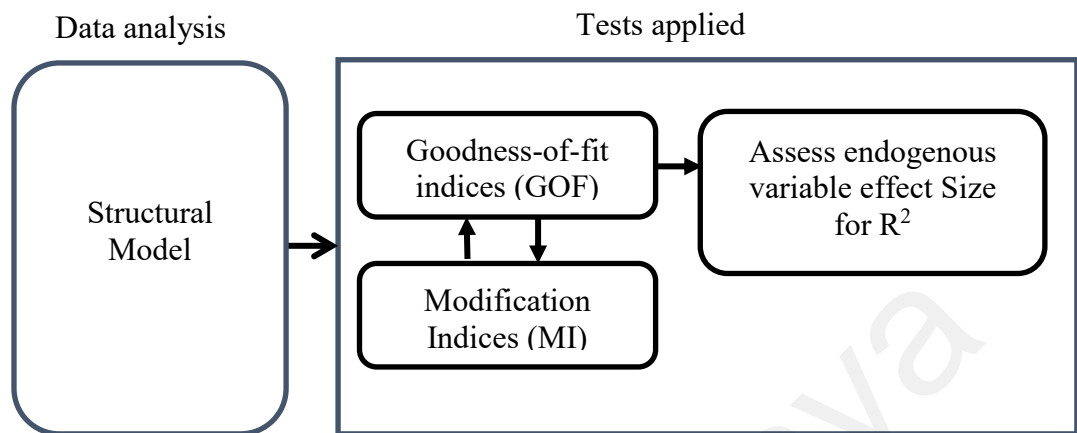 Data analysis
Tests applied
Structural
Model
Goodness-of-fit
indices (GOF)
Modification
Indices (MI)
Assess endogenous
variable effect Size
for R²